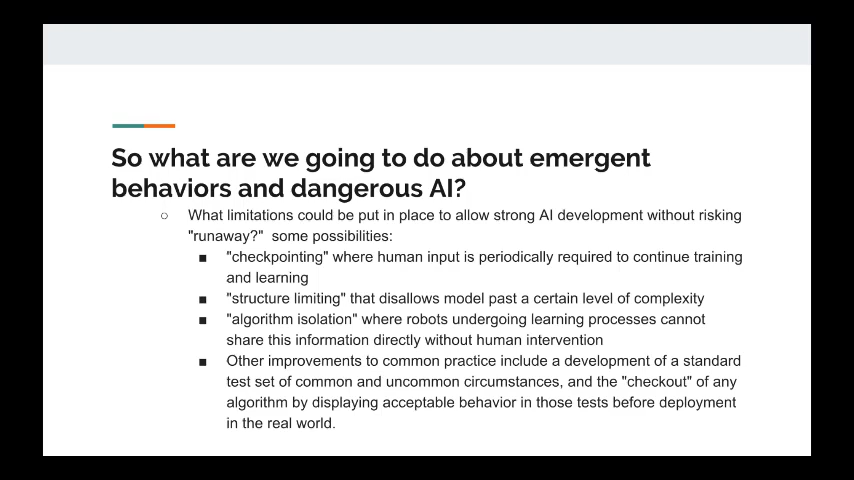 So what are we going to do about emergent
behaviors and dangerous AI?
○ What limitations could be put in place to allow strong AI development without risking
"runaway?"  some possibilities:
■ "checkpointing" where human input is periodically required to continue training
and learning
■ "structure limiting" that disallows model past a certain level of complexity
■ "algorithm isolation" where robots undergoing learning processes cannot
share this information directly without human intervention
■ Other improvements to common practice include a development of a standard
test set of common and uncommon circumstances, and the "checkout" of any
algorithm by displaying acceptable behavior in those tests before deployment
in the real world.